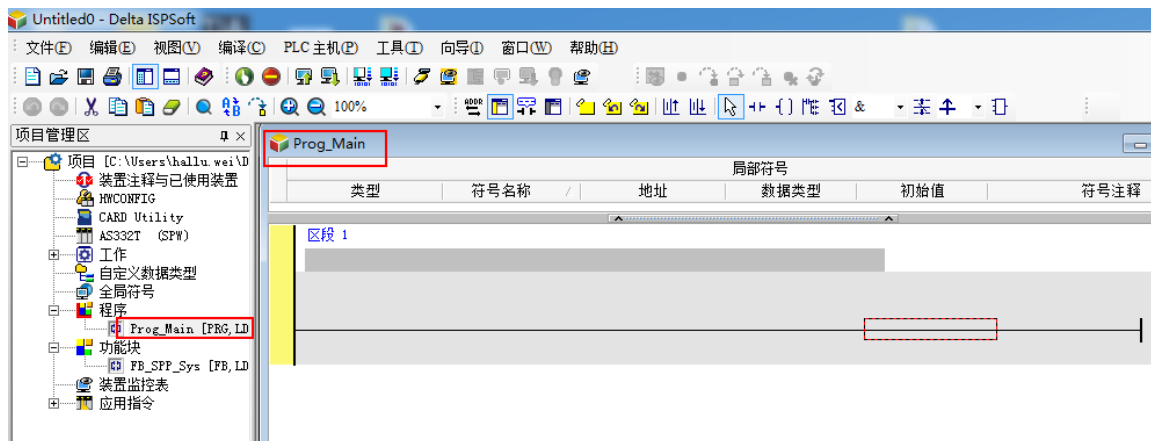 Untitled0 - Delta ISPSoft
文件(F) 编辑(E) 视图(V) 编译(C) PLC 主机(P) 工具(T) 向导(I) 窗口(W) 帮助(H)
100%
项目管理区
Prog_Main
项目 [C:\Users\hallu.wei\D
装置注释与已使用装置
HWCONFIG
CARD Utility
AS332T (SPW)
工作
自定义数据类型
全局符号
程序
Prog_Main [PRG,LD
功能块
FB_SPP_Sys [FB,LD
装置监控表
应用指令
局部符号
类型 符号名称 / 地址 数据类型 初始值 符号注释
区段 1